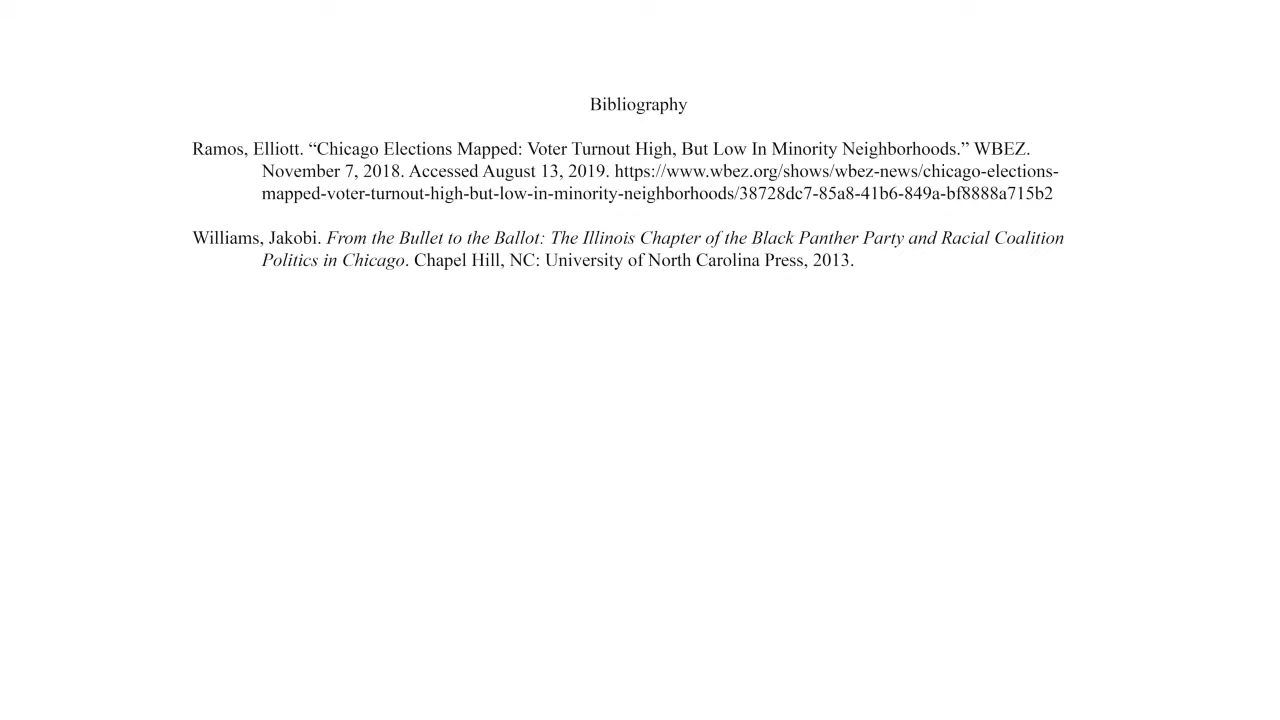 Bibliography
Ramos, Elliott. “Chicago Elections Mapped: Voter Turnout High, But Low In Minority Neighborhoods.” WBEZ.
November 7, 2018. Accessed August 13, 2019. https://www.wbez.org/shows/wbez-news/chicago-elections-
mapped-voter-turnout-high-but-low-in-minority-neighborhoods/38728dc7-85a8-41b6-849a-bf8888a715b2
Williams, Jakobi. From the Bullet to the Ballot: The Illinois Chapter of the Black Panther Party and Racial Coalition
Politics in Chicago. Chapel Hill, NC: University of North Carolina Press, 2013.